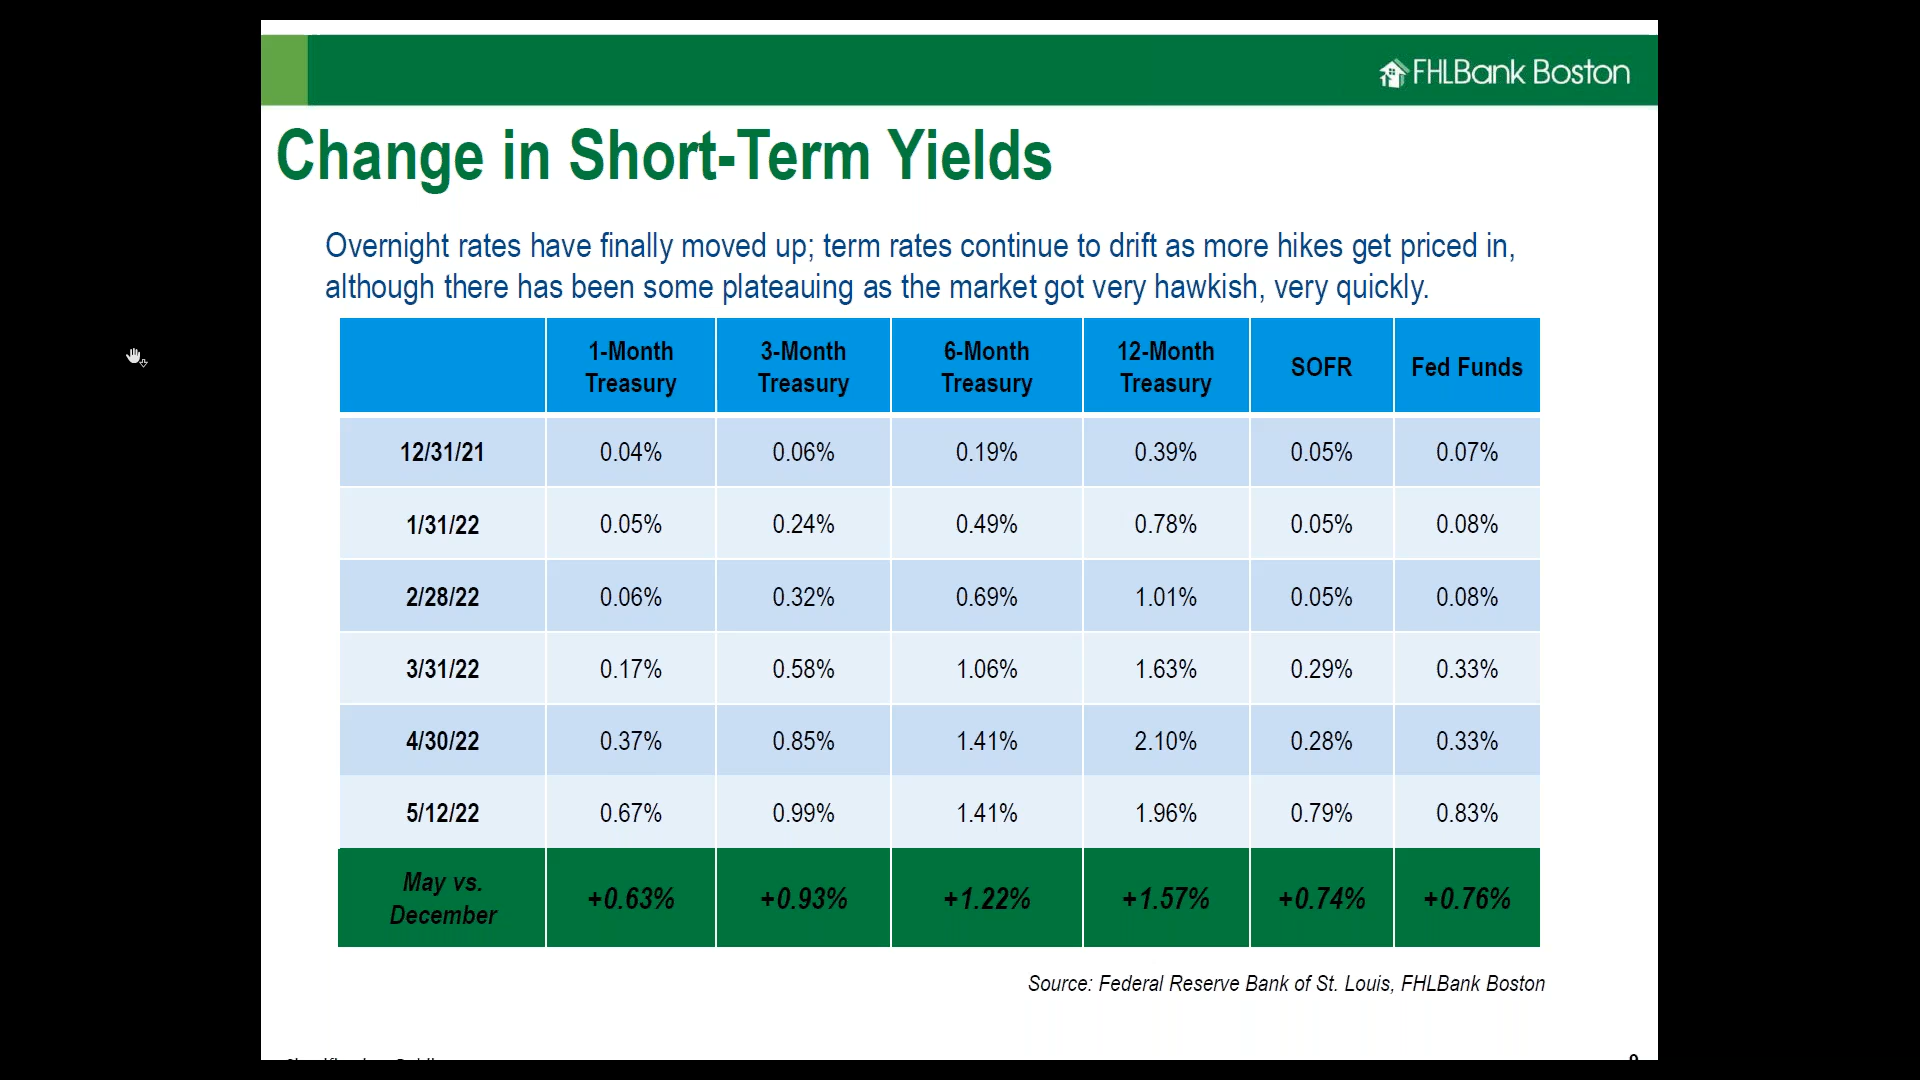 FHLBank Boston
Change in Short-Term Yields
Overnight rates have finally moved up; term rates continue to drift as more hikes get priced in,
although there has been some plateauing as the market got very hawkish, very quickly.
1-Month Treasury 3-Month Treasury 6-Month Treasury 12-Month Treasury SOFR Fed Funds
12/31/21 0.04% 0.06% 0.19% 0.39% 0.05% 0.07%
1/31/22 0.05% 0.24% 0.49% 0.78% 0.05% 0.08%
2/28/22 0.06% 0.32% 0.69% 1.01% 0.05% 0.08%
3/31/22 0.17% 0.58% 1.06% 1.63% 0.29% 0.33%
4/30/22 0.37% 0.85% 1.41% 2.10% 0.28% 0.33%
5/12/22 0.67% 0.99% 1.41% 1.96% 0.79% 0.83%
May vs. December +0.63% +0.93% +1.22% +1.57% +0.74% +0.76%
Source: Federal Reserve Bank of St. Louis, FHLBank Boston